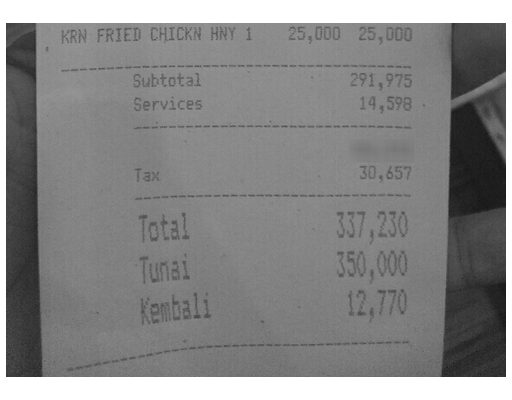 KRN FRIED CHICKN HNY 1 25,000 25,000
Subtotal 291,975
Services 14,598
Tax 30,657
Total 337,230
Tunai 350,000
Kembali 12,770